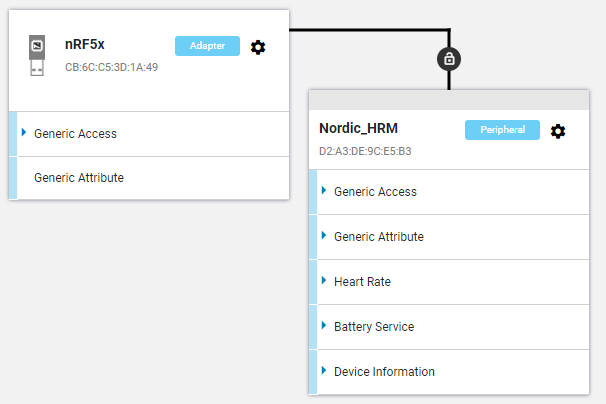 nRF5x
Adapter
CB:6C:C5:3D:1A:49
Generic Access
Generic Attribute
Nordic_HRM
Peripheral
D2:A3:DE:9C:E5:B3
Generic Access
Generic Attribute
Heart Rate
Battery Service
Device Information